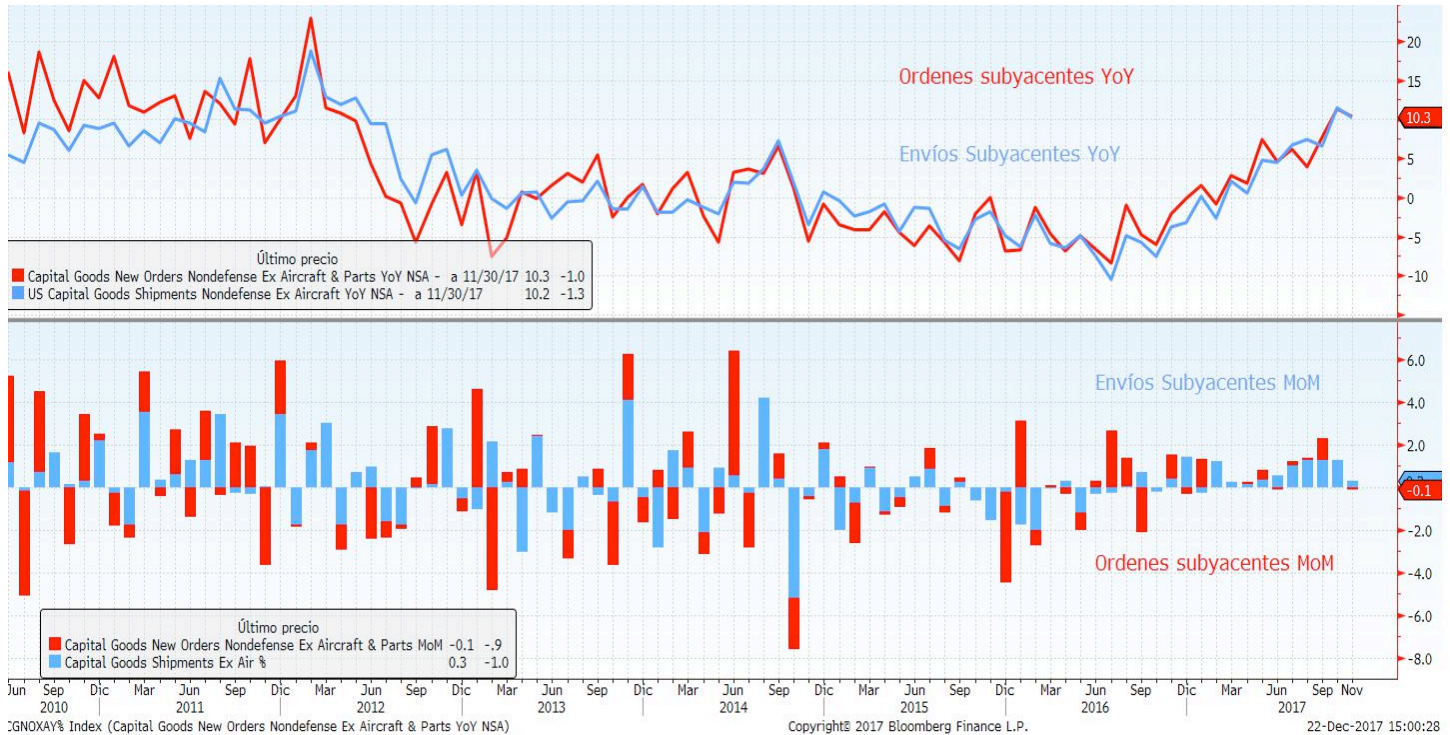 20
15
10.3
5
0
-5
-10
Ordenes subyacentes YoY
Envíos Subyacentes YoY
Último precio
Capital Goods New Orders Nondefense Ex Aircraft & Parts YoY NSA - a 11/30/17 10.3 -1.0
US Capital Goods Shipments Nondefense Ex Aircraft YoY NSA - a 11/30/17 10.2 -1.3
6.0
4.0
2.0
-0.1
-2.0
-4.0
-6.0
-8.0
Envíos Subyacentes MoM
Ordenes subyacentes MoM
Último precio
Capital Goods New Orders Nondefense Ex Aircraft & Parts MoM -0.1 -.9
Capital Goods Shipments Ex Air % 0.3 -1.0
Jun Sep Dic Mar Jun Sep Dic Mar Jun Sep Dic Mar Jun Sep Dic Mar Jun Sep Dic Mar Jun Sep Dic Mar Jun Sep Dic Mar Jun Sep Nov
2010 2011 2012 2013 2014 2015 2016 2017
CGNOXAY% Index (Capital Goods New Orders Nondefense Ex Aircraft & Parts YoY NSA) Copyright© 2017 Bloomberg Finance L.P. 22-Dec-2017 15:00:28